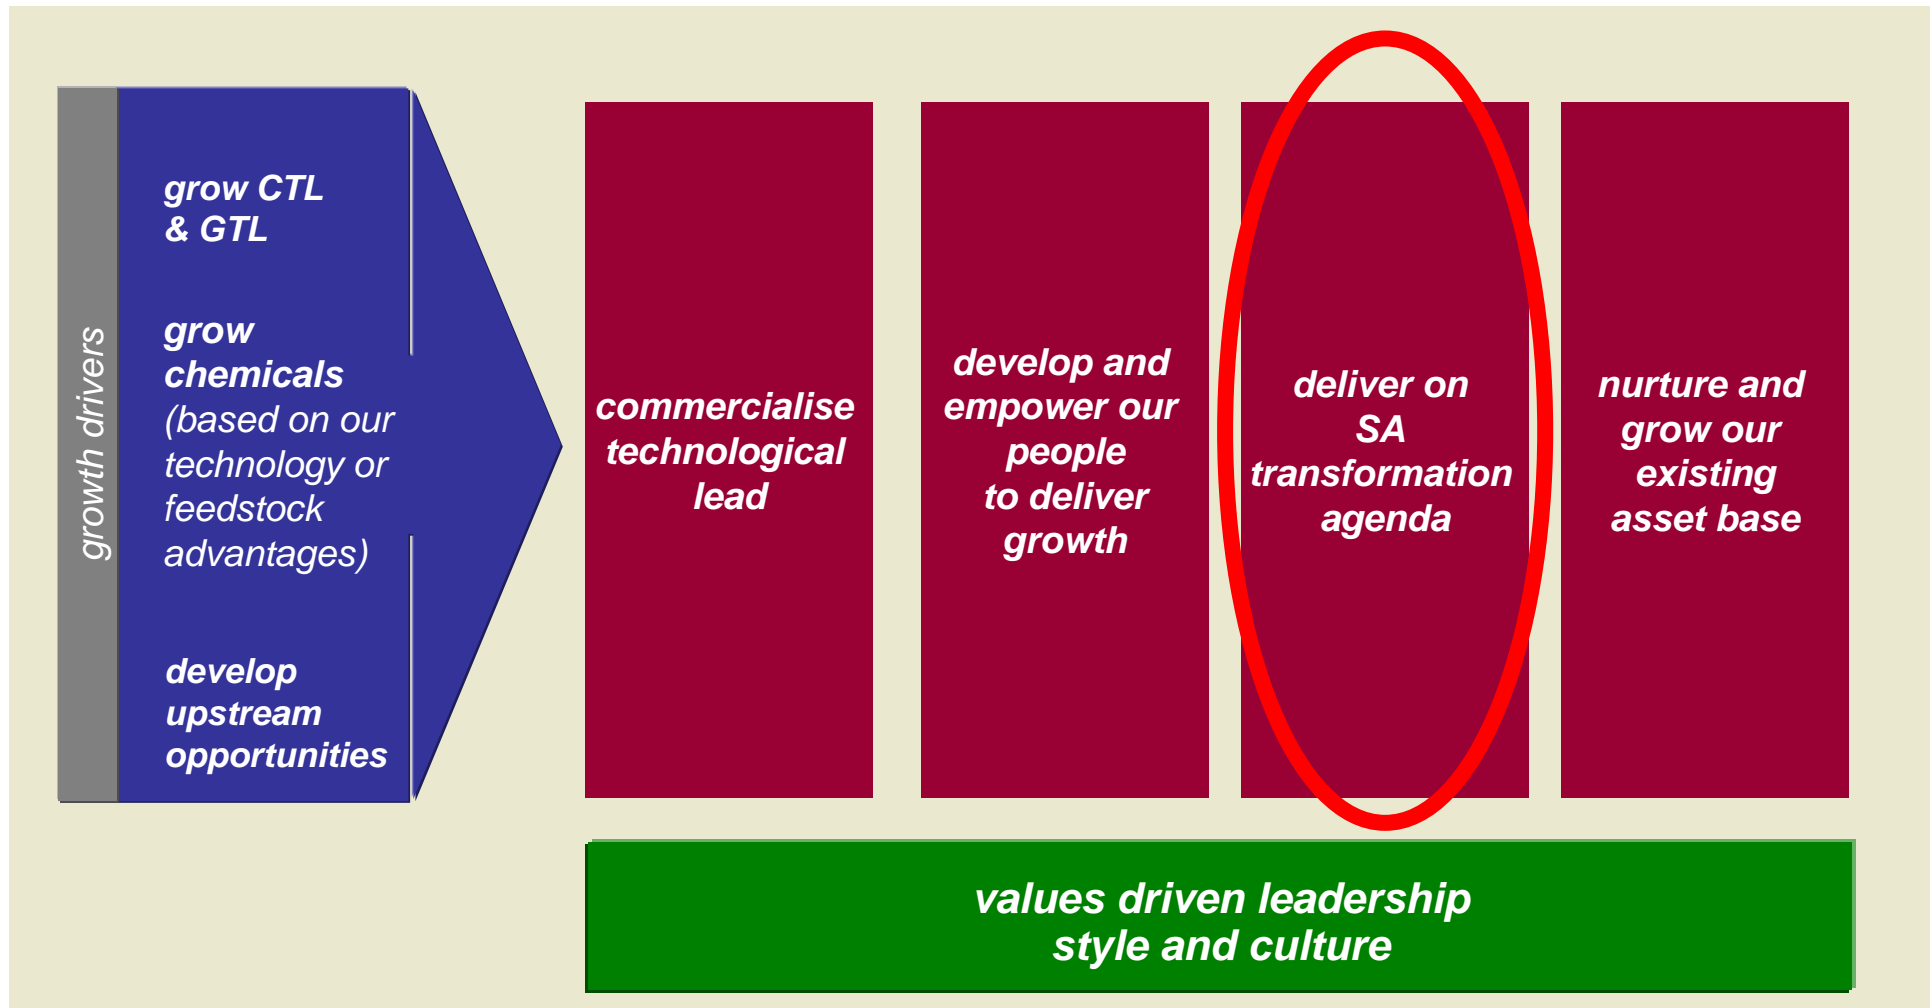 growth drivers
grow CTL
& GTL
grow
chemicals
(based on our
technology or
feedstock
advantages)
develop
upstream
opportunities
commercialise
technological
lead
develop and
empower our
people
to deliver
growth
deliver on
SA
transformation
agenda
nurture and
grow our
existing
asset base
values driven leadership
style and culture